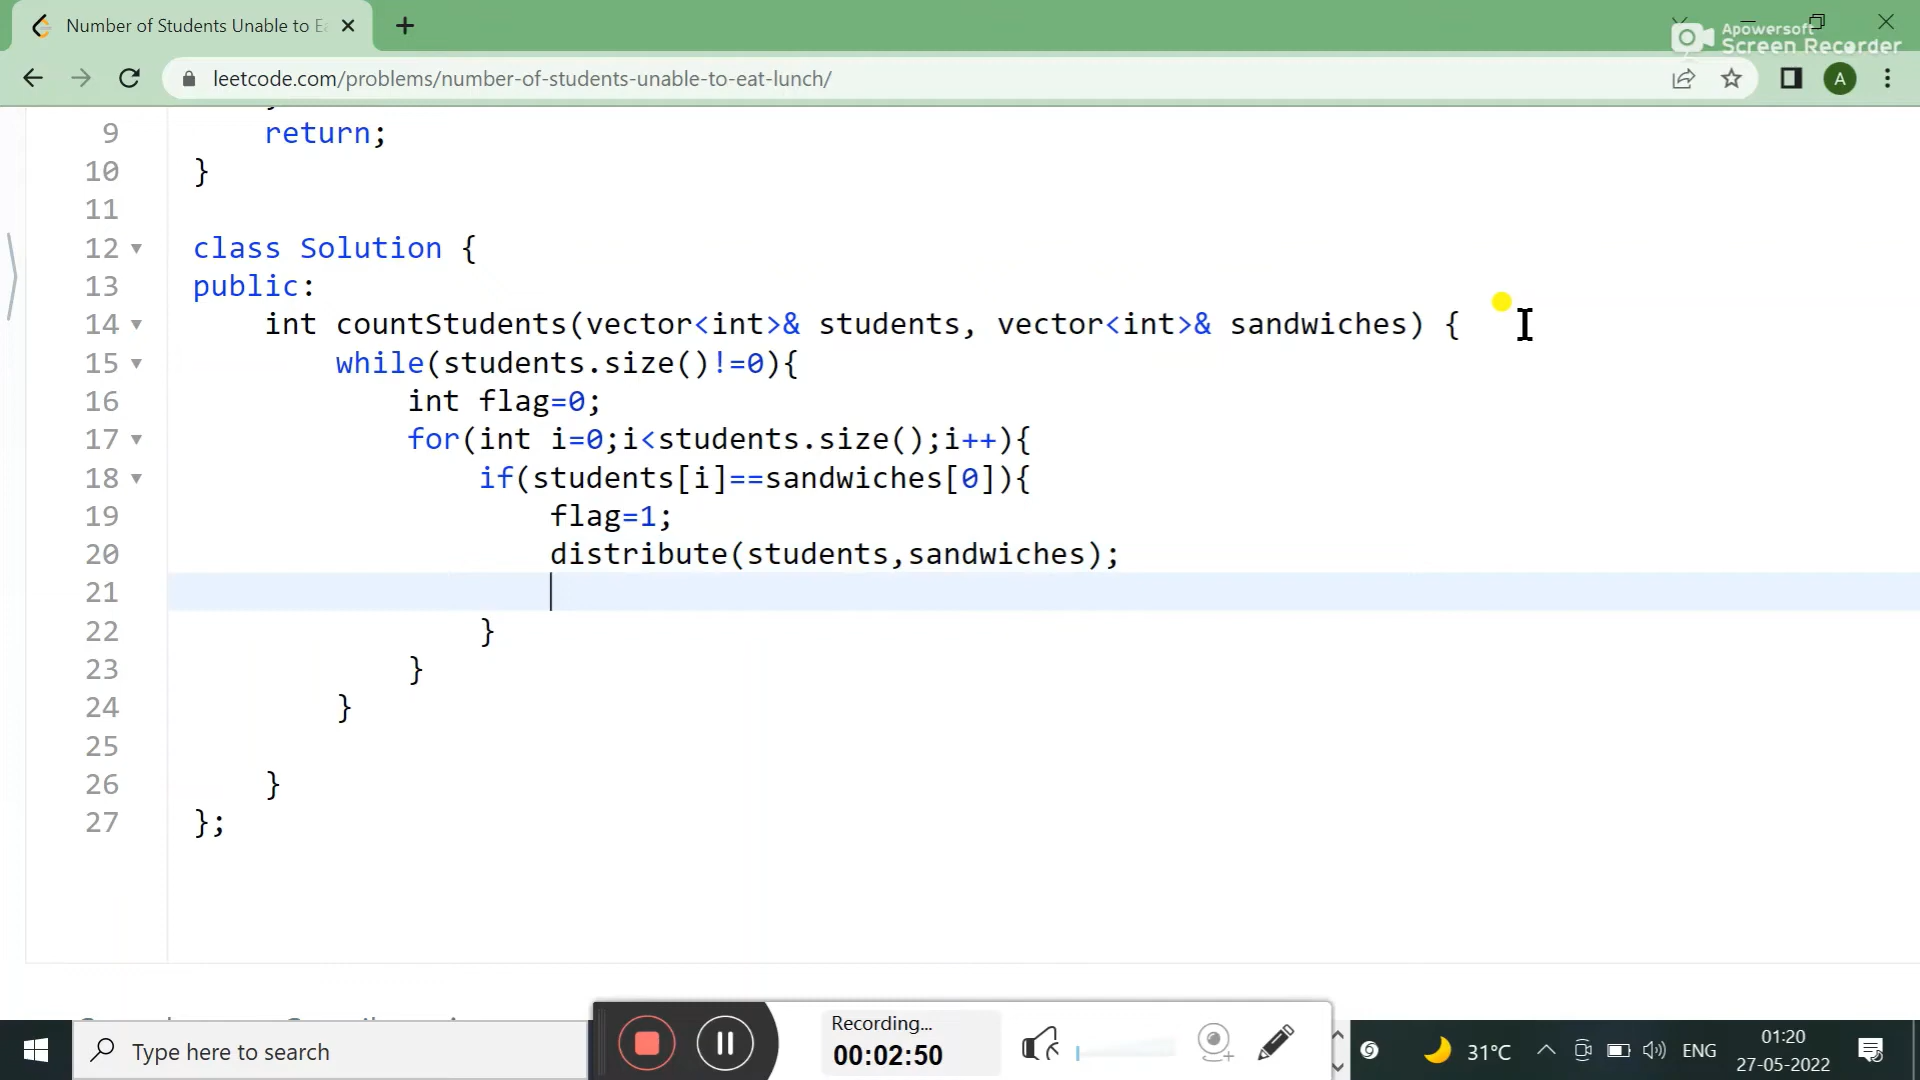 Number of Students Unable to Ea
Apowersoft
Screen Recorder
leetcode.com/problems/number-of-students-unable-to-eat-lunch/
A
9 return;
10 }
11
12 class Solution {
13 public:
14 int countStudents(vector<int>& students, vector<int>& sandwiches) {
15 while(students.size()!=0){
16 int flag=0;
17 for(int i=0;i<students.size();i++){
18 if(students[i]==sandwiches[0]){
19 flag=1;
20 distribute(students,sandwiches);
21
22 }
23 }
24 }
25
26 }
27 };
Recording...
00:02:50
Type here to search
31°C
ENG
01:20
27-05-2022